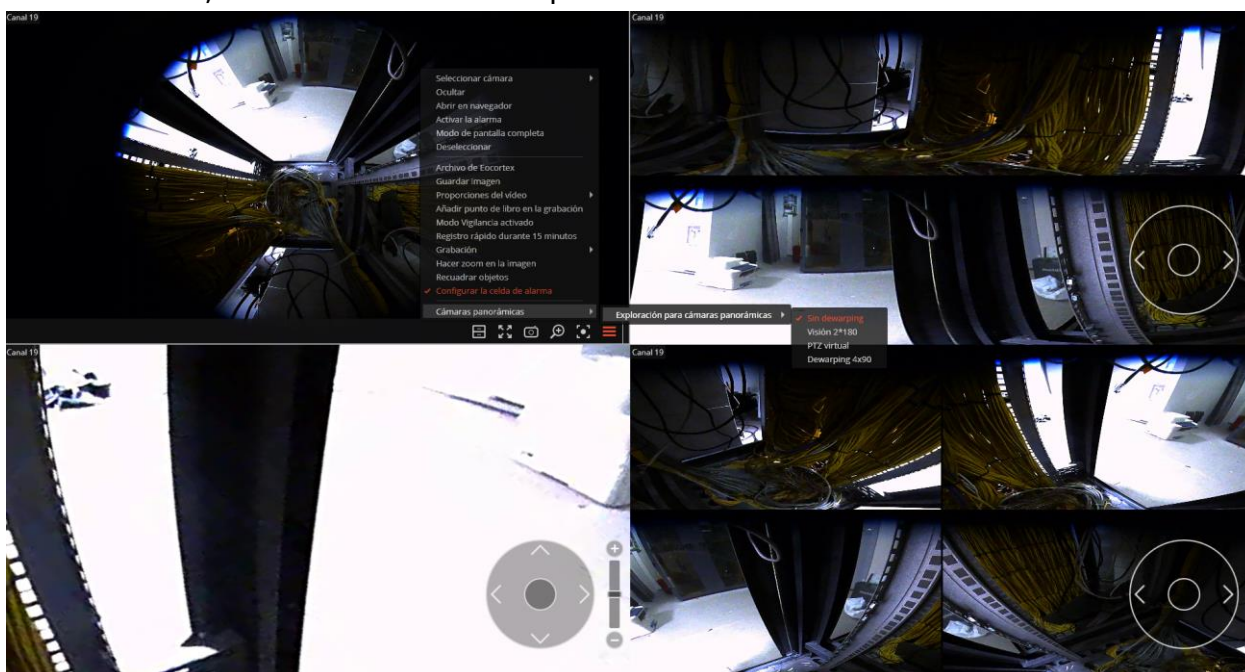 Canal 19
Canal 19
Seleccionar cámara
Ocultar
Abrir en navegador
Activar la alarma
Modo de pantalla completa
Deseleccionar
Archivo de Eocortex
Guardar imagen
Proporciones del vídeo
Añadir punto de libro en la grabación
Modo Vigilancia activado
Registro rápido durante 15 minutos
Grabación
Hacer zoom en la imagen
Recuadrar objetos
Configurar la celda de alarma
Cámaras panorámicas
Exploración para cámaras panorámicas
Sin dewarping
Visión 2*180
PTZ virtual
Dewarping 4x90
Canal 19
Canal 19